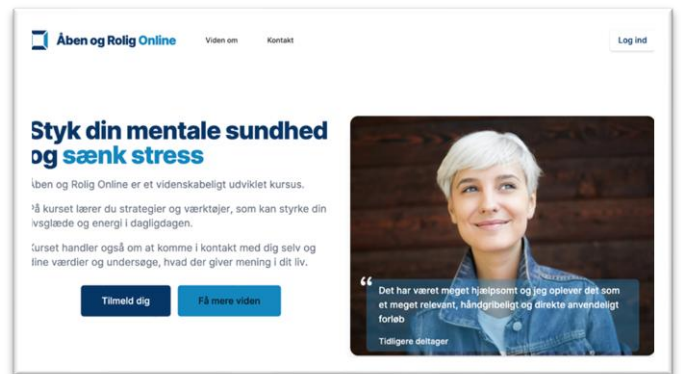 Åben og Rolig Online
Viden om
Kontakt
Log ind
Styk din mentale sundhed
og sænk stress
Åben og Rolig Online er et videnskabeligt udviklet kursus.
På kurset lærer du strategier og værktøjer, som kan styrke din
livsglæde og energi i dagligdagen.
Kurset handler også om at komme i kontakt med dig selv og
dine værdier og undersøge, hvad der giver mening i dit liv.
Tilmeld dig
Få mere viden
“ Det har været meget hjælpsomt og jeg oplever det som
et meget relevant, håndgribeligt og direkte anvendeligt
forløb
Tidligere deltager